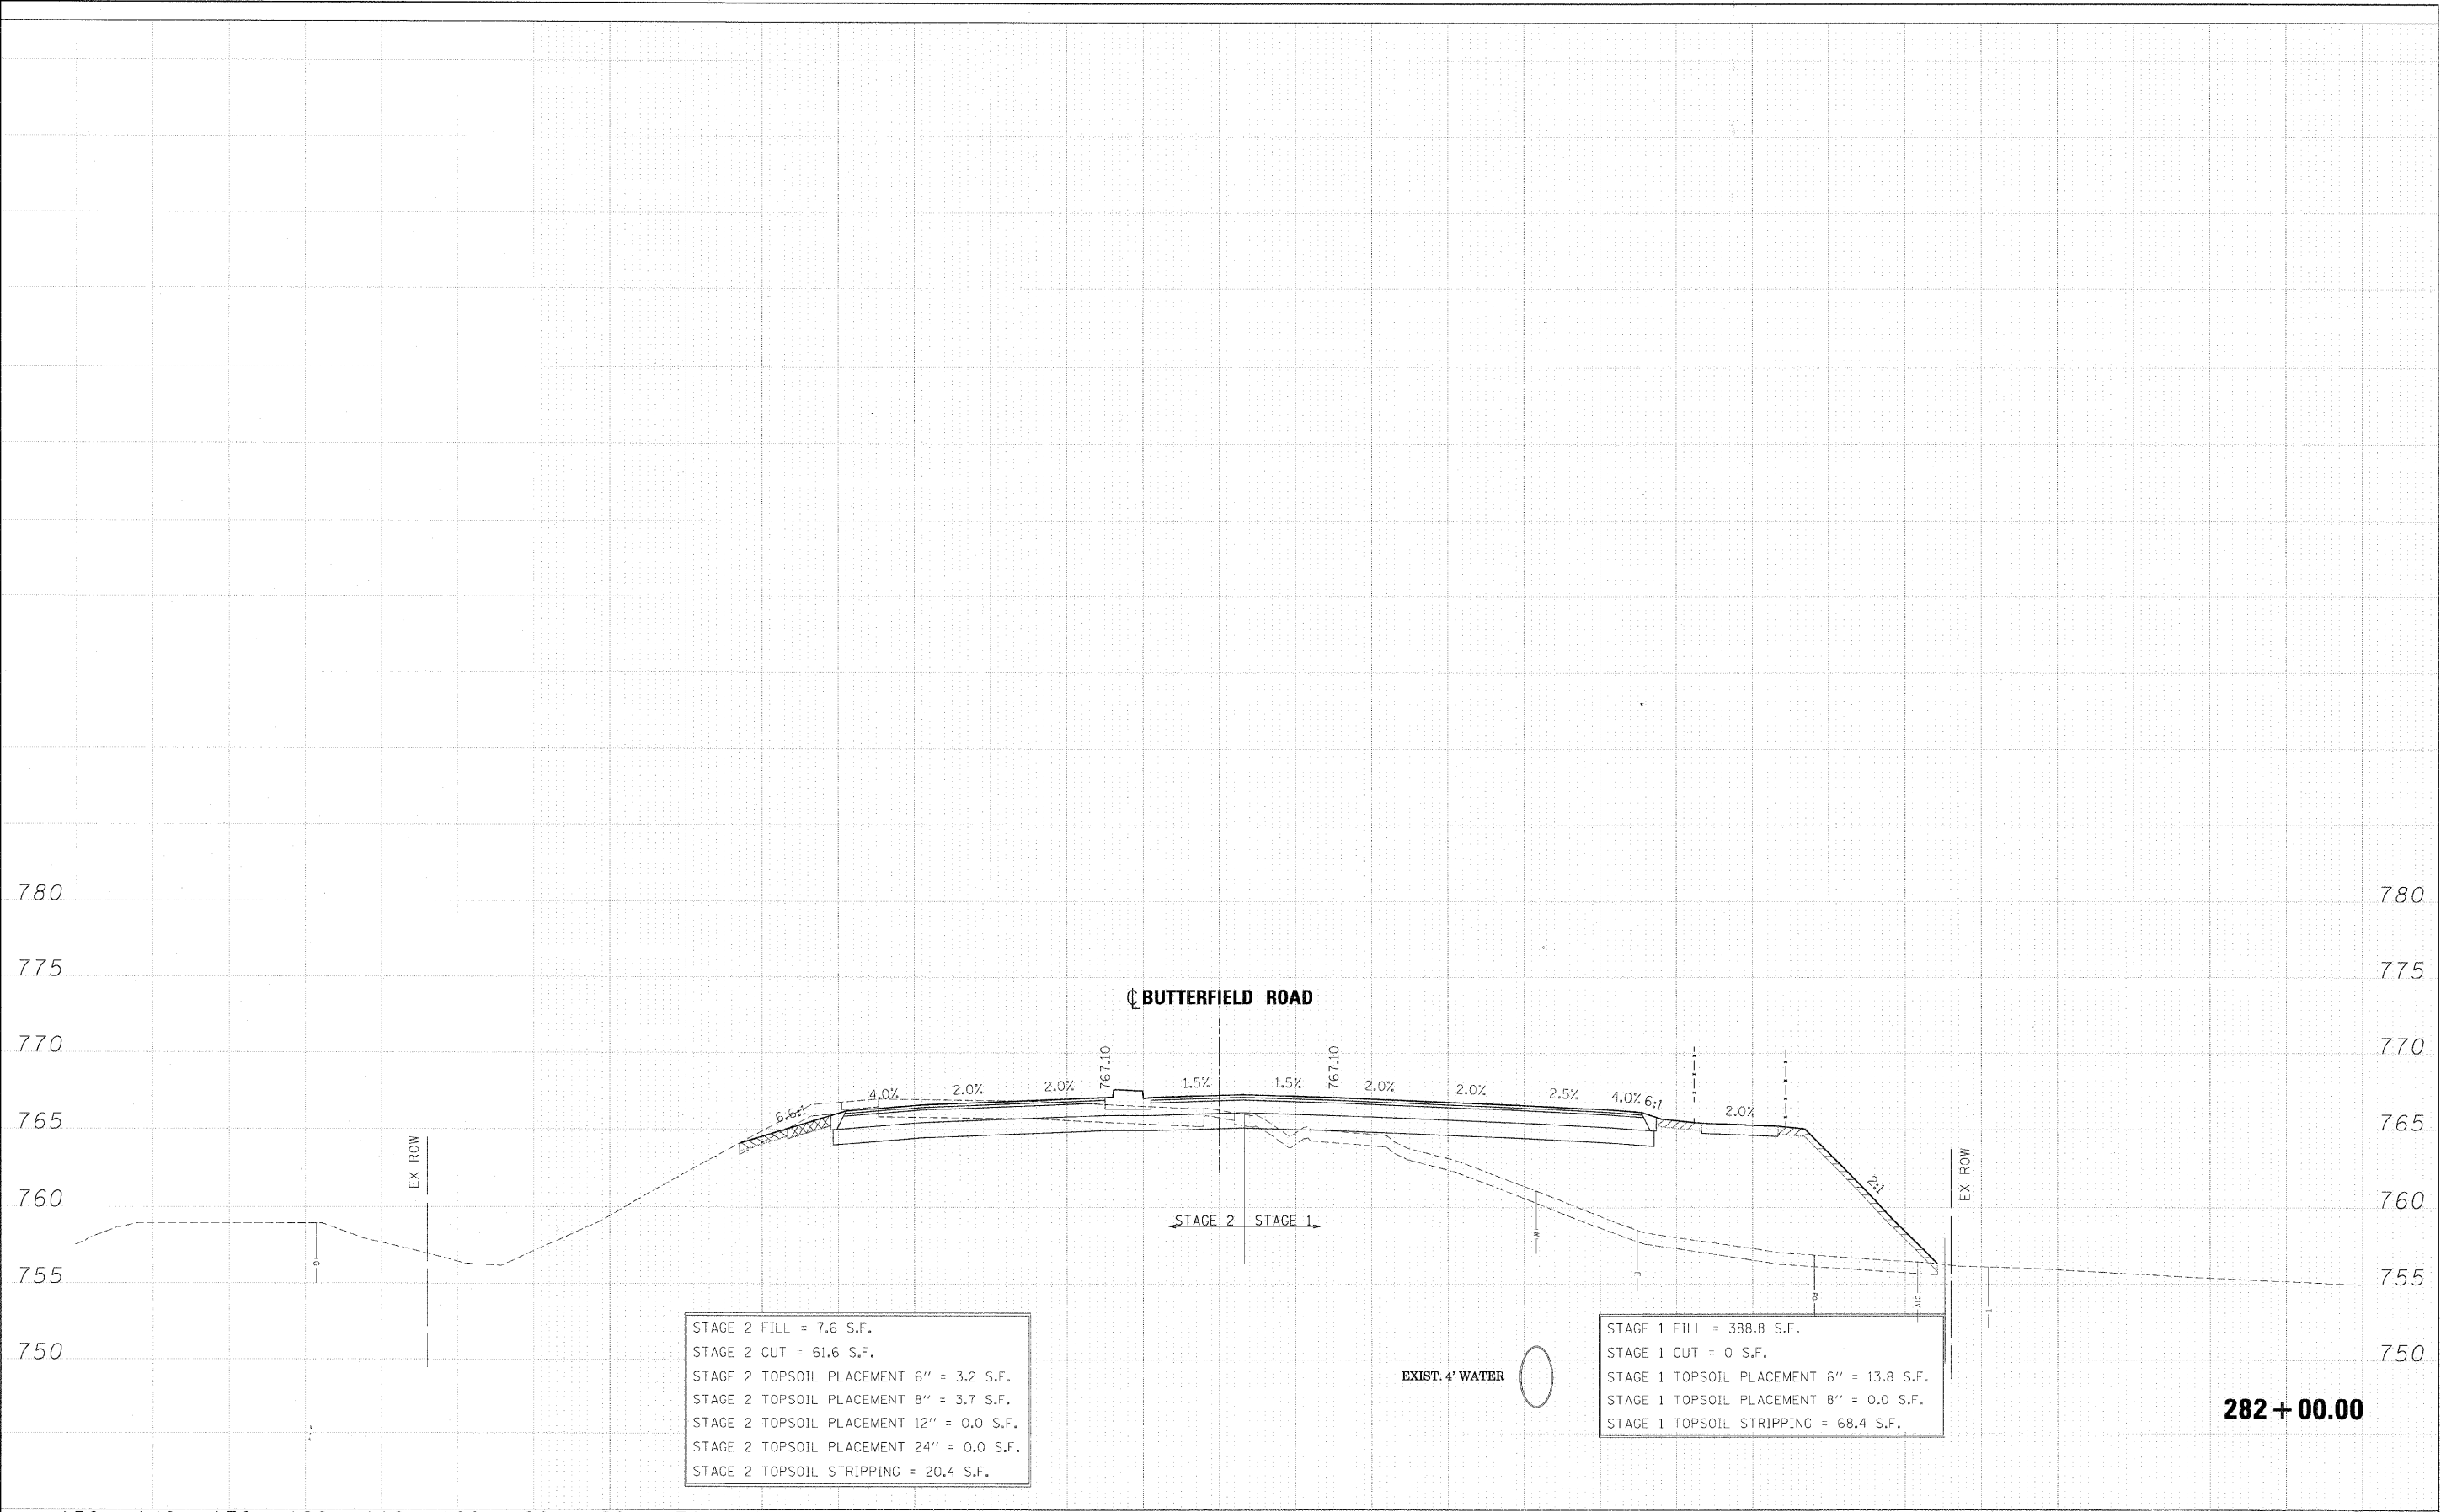 780 780
775 775
℄ BUTTERFIELD ROAD
770 770
767.10 767.10
6.6:1 4.0% 2.0% 2.0% 1.5% 1.5% 2.0% 2.0% 2.5% 4.0% 6:1 2.0%
765 765
EX ROW EX ROW
2:1
760 760
STAGE 2 STAGE 1
755 755
G W FO CTV
750 750
STAGE 2 FILL = 7.6 S.F.
STAGE 2 CUT = 61.6 S.F.
STAGE 2 TOPSOIL PLACEMENT 6'' = 3.2 S.F.
STAGE 2 TOPSOIL PLACEMENT 8'' = 3.7 S.F.
STAGE 2 TOPSOIL PLACEMENT 12'' = 0.0 S.F.
STAGE 2 TOPSOIL PLACEMENT 24'' = 0.0 S.F.
STAGE 2 TOPSOIL STRIPPING = 20.4 S.F.
EXIST. 4' WATER
STAGE 1 FILL = 388.8 S.F.
STAGE 1 CUT = 0 S.F.
STAGE 1 TOPSOIL PLACEMENT 6'' = 13.8 S.F.
STAGE 1 TOPSOIL PLACEMENT 8'' = 0.0 S.F.
STAGE 1 TOPSOIL STRIPPING = 68.4 S.F.
282 + 00.00